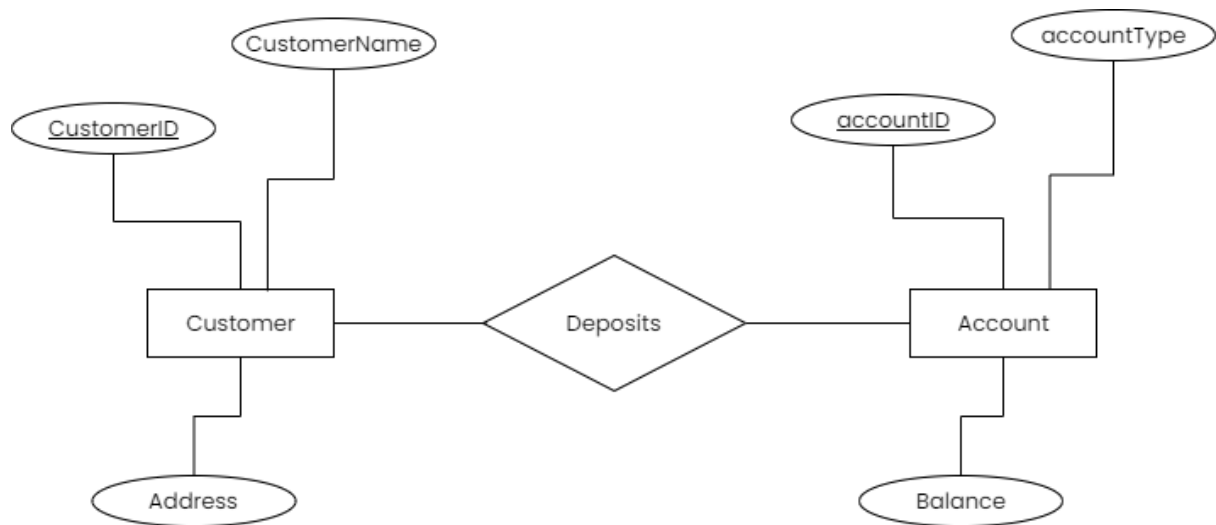 CustomerName
accountType
CustomerID
accountID
Customer
Deposits
Account
Address
Balance